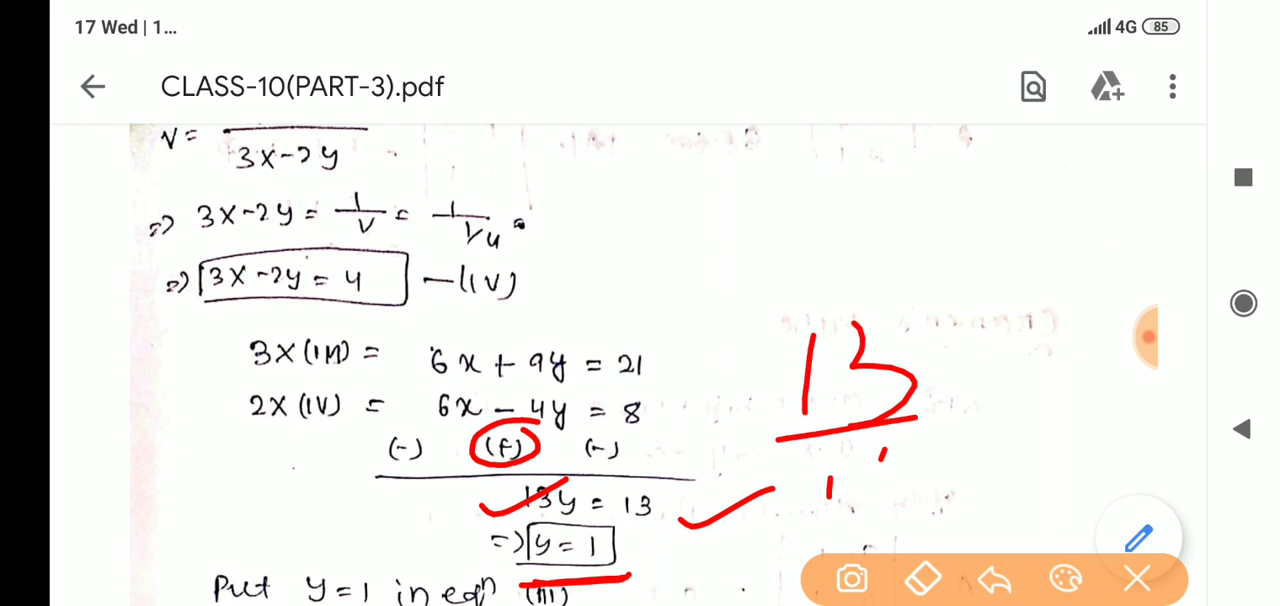 17 Wed | 1...
4G 85
CLASS-10(PART-3).pdf
V =
3x-2y
=> 3x-2y = 1/V = 1/1/4
=> 3x-2y = 4 —(IV)
3x(III) = 6x + 9y = 21
2x(IV) = 6x - 4y = 8
(-) (+) (-)
13y = 13
=> y = 1
Put y=1 in eqn (III)
13